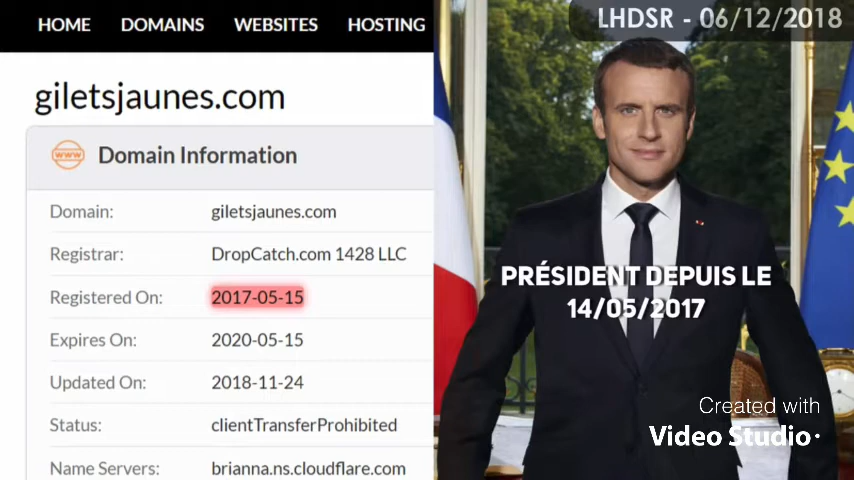 HOME DOMAINS WEBSITES HOSTING
giletsjaunes.com
www Domain Information
Domain: giletsjaunes.com
Registrar: DropCatch.com 1428 LLC
Registered On: 2017-05-15
Expires On: 2020-05-15
Updated On: 2018-11-24
Status: clientTransferProhibited
Name Servers: brianna.ns.cloudflare.com
LHDSR - 06/12/2018
PRÉSIDENT DEPUIS LE
14/05/2017
Created with
Video Studio